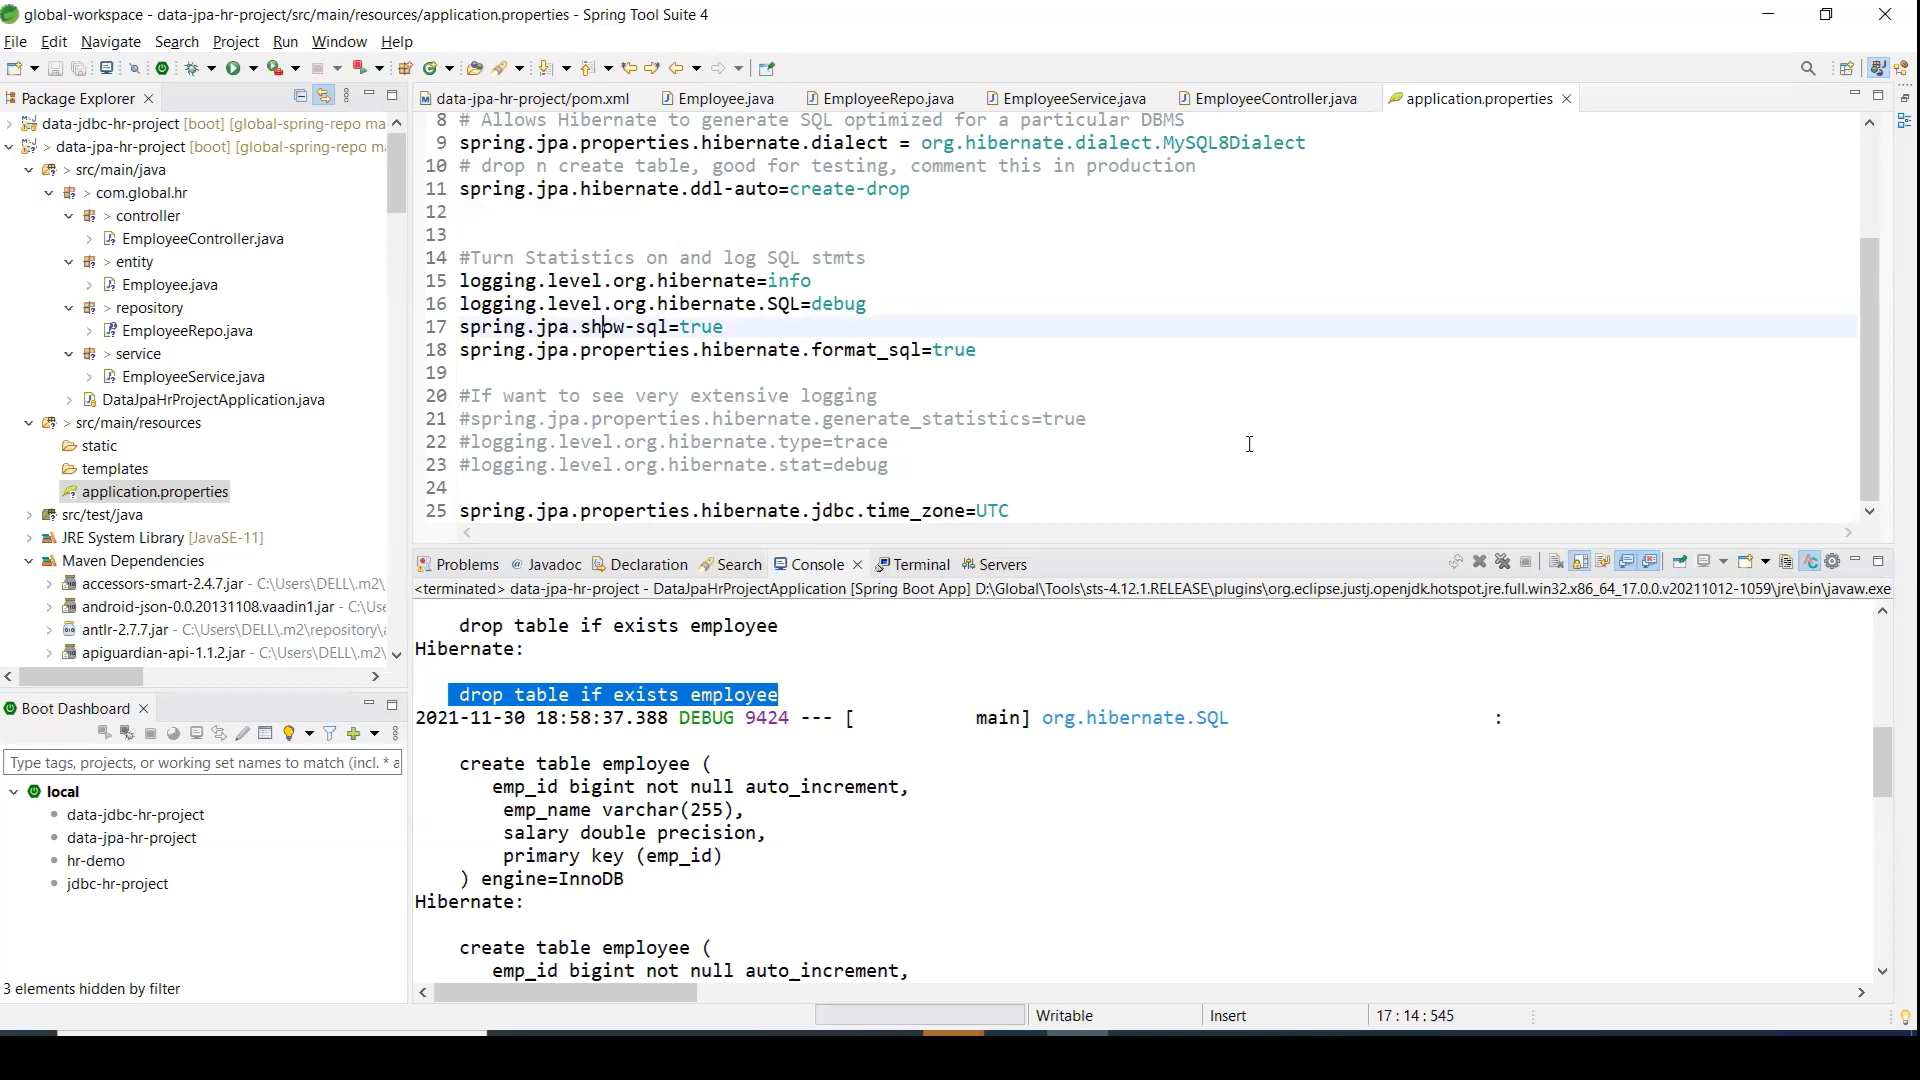 global-workspace - data-jpa-hr-project/src/main/resources/application.properties - Spring Tool Suite 4
File Edit Navigate Search Project Run Window Help
Package Explorer
data-jdbc-hr-project [boot] [global-spring-repo ma
> data-jpa-hr-project [boot] [global-spring-repo m
> src/main/java
> com.global.hr
> controller
EmployeeController.java
> entity
Employee.java
> repository
EmployeeRepo.java
> service
EmployeeService.java
DataJpaHrProjectApplication.java
> src/main/resources
static
templates
application.properties
src/test/java
JRE System Library [JavaSE-11]
Maven Dependencies
accessors-smart-2.4.7.jar - C:\Users\DELL\.m2\
android-json-0.0.20131108.vaadin1.jar - C:\Use
antlr-2.7.7.jar - C:\Users\DELL\.m2\repository\a
apiguardian-api-1.1.2.jar - C:\Users\DELL\.m2\
Boot Dashboard
Type tags, projects, or working set names to match (incl. * a
local
data-jdbc-hr-project
data-jpa-hr-project
hr-demo
jdbc-hr-project
3 elements hidden by filter
data-jpa-hr-project/pom.xml Employee.java EmployeeRepo.java EmployeeService.java EmployeeController.java application.properties
8 # Allows Hibernate to generate SQL optimized for a particular DBMS
9 spring.jpa.properties.hibernate.dialect = org.hibernate.dialect.MySQL8Dialect
10 # drop n create table, good for testing, comment this in production
11 spring.jpa.hibernate.ddl-auto=create-drop
12
13
14 #Turn Statistics on and log SQL stmts
15 logging.level.org.hibernate=info
16 logging.level.org.hibernate.SQL=debug
17 spring.jpa.show-sql=true
18 spring.jpa.properties.hibernate.format_sql=true
19
20 #If want to see very extensive logging
21 #spring.jpa.properties.hibernate.generate_statistics=true
22 #logging.level.org.hibernate.type=trace
23 #logging.level.org.hibernate.stat=debug
24
25 spring.jpa.properties.hibernate.jdbc.time_zone=UTC
Problems Javadoc Declaration Search Console Terminal Servers
<terminated> data-jpa-hr-project - DataJpaHrProjectApplication [Spring Boot App] D:\Global\Tools\sts-4.12.1.RELEASE\plugins\org.eclipse.justj.openjdk.hotspot.jre.full.win32.x86_64_17.0.0.v20211012-1059\jre\bin\javaw.exe
drop table if exists employee
Hibernate:
drop table if exists employee
2021-11-30 18:58:37.388 DEBUG 9424 --- [ main] org.hibernate.SQL :
create table employee (
emp_id bigint not null auto_increment,
emp_name varchar(255),
salary double precision,
primary key (emp_id)
) engine=InnoDB
Hibernate:
create table employee (
emp_id bigint not null auto_increment,
Writable Insert 17 : 14 : 545